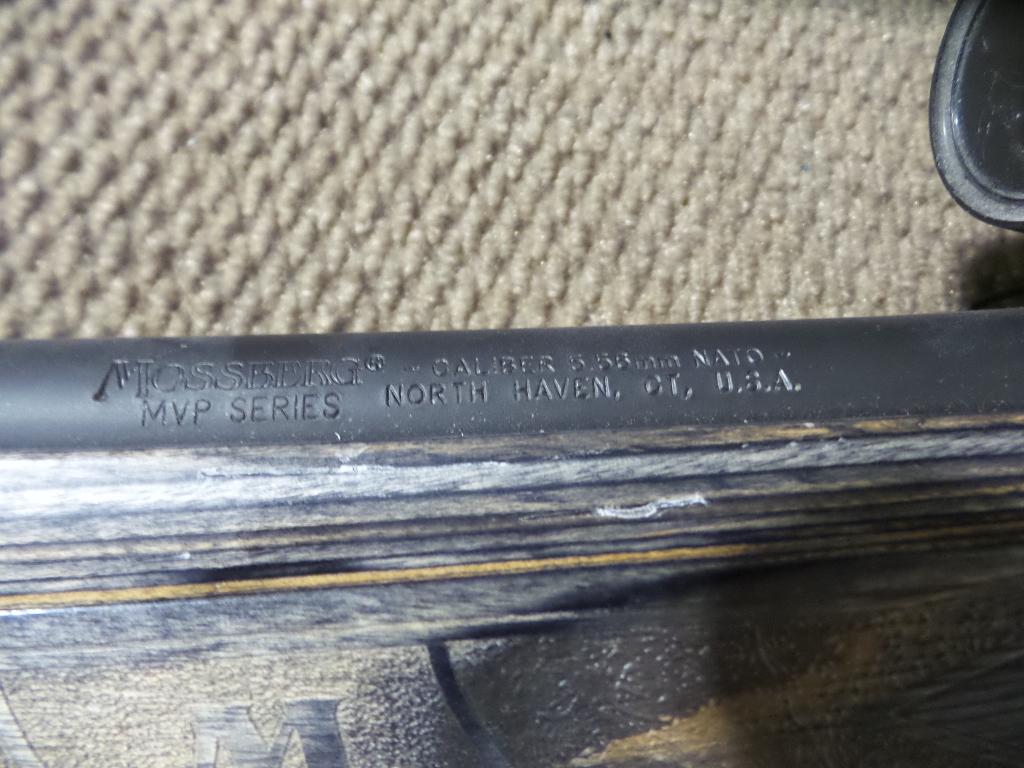 MOSSBERG® - CALIBER 5.56mm NATO -
MVP SERIES NORTH HAVEN, CT, U.S.A.
M